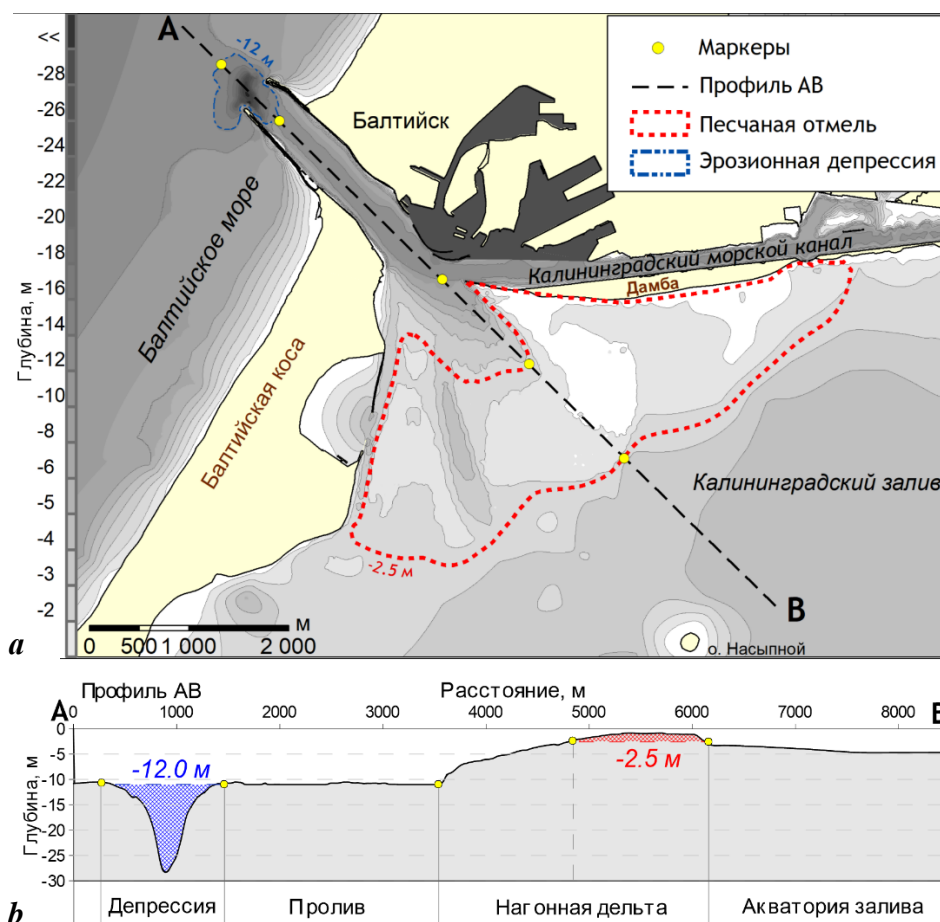 <<
-28
-26
-24
-22
-20
-18
-16
-14
-12
-10
-8
-6
-5
-4
-3
-2
Глубина, м
A
-12 м
Балтийск
Маркеры
Профиль АВ
Песчаная отмель
Эрозионная депрессия
Балтийское море
Калининградский морской канал
Дамба
Балтийская коса
Калининградский залив
-2.5 м
B
о. Насыпной
м
0 500 1 000 2 000
a
Профиль АВ
Расстояние, м
A
B
0 1000 2000 3000 4000 5000 6000 7000 8000
Глубина, м
0
-5
-10
-15
-20
-25
-30
-12.0 м
-2.5 м
Депрессия Пролив Нагонная дельта Акватория залива
b